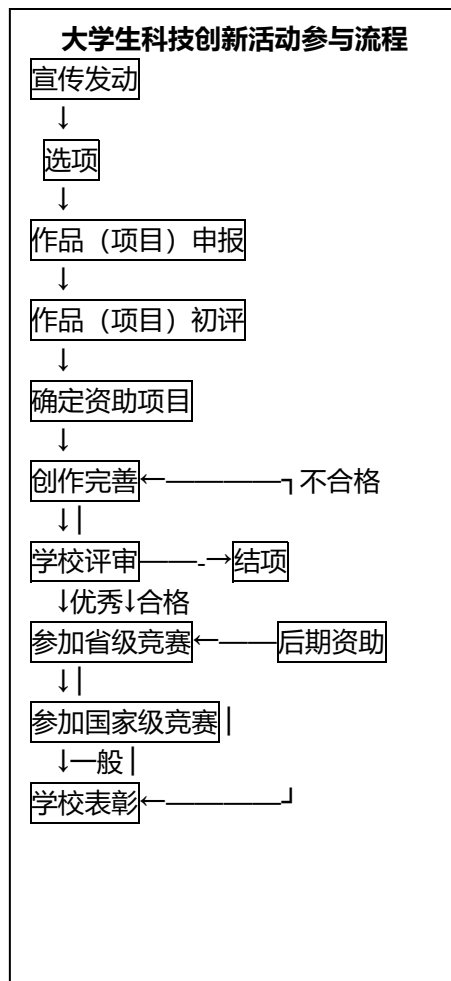 大学生科技创新活动参与流程
宣传发动
↓
选项
↓
作品（项目）申报
↓
作品（项目）初评
↓
确定资助项目
↓
创作完善←————┐不合格
↓│
学校评审——-→结项
↓优秀↓合格
参加省级竞赛←——后期资助
↓│
参加国家级竞赛│
↓一般│
学校表彰←————┘